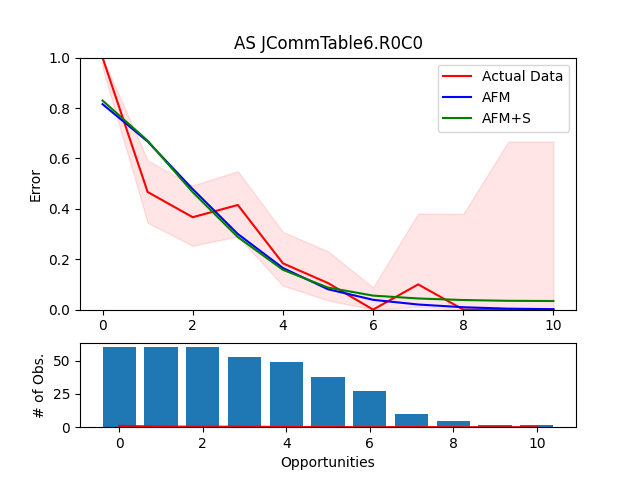 AS JCommTable6.R0C0
Error
1.0
0.8
0.6
0.4
0.2
0.0
Actual Data
AFM
AFM+S
0 2 4 6 8 10
# of Obs.
50
25
0
0 2 4 6 8 10
Opportunities